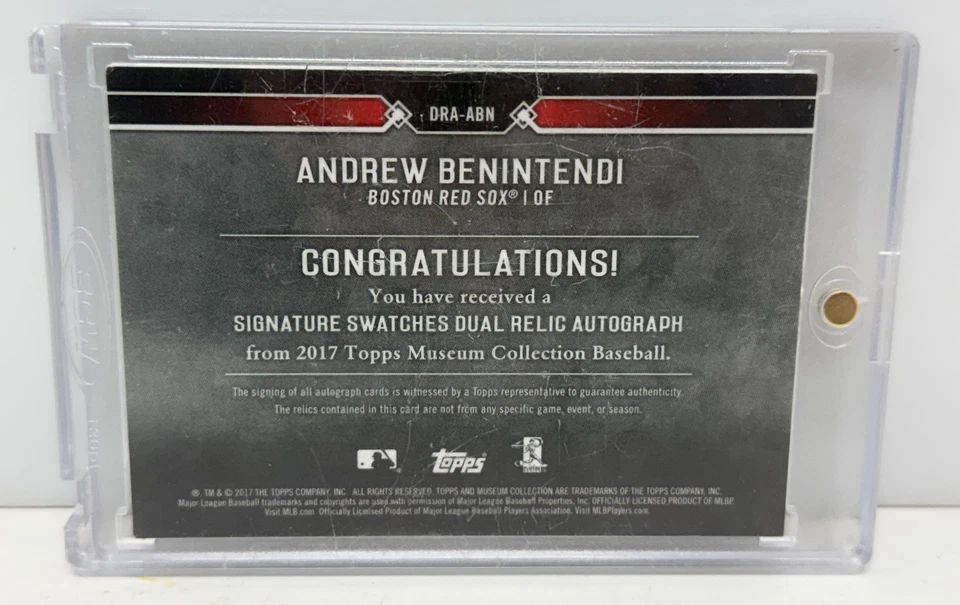 DRA-ABN
ANDREW BENINTENDI
BOSTON RED SOX® | OF
CONGRATULATIONS!
You have received a
SIGNATURE SWATCHES DUAL RELIC AUTOGRAPH
from 2017 Topps Museum Collection Baseball.
The signing of all autograph cards is witnessed by a Topps representative to guarantee authenticity.
The relics contained in this card are not from any specific game, event, or season.
Topps
®, TM & © 2017 THE TOPPS COMPANY, INC. ALL RIGHTS RESERVED. TOPPS AND MUSEUM COLLECTION ARE TRADEMARKS OF THE TOPPS COMPANY, INC.
Major League Baseball trademarks and copyrights are used with permission of Major League Baseball Properties, Inc. OFFICIALLY LICENSED PRODUCT OF MLBP.
Visit MLB.com Officially Licensed Product of Major League Baseball Players Association. Visit MLBPlayers.com.